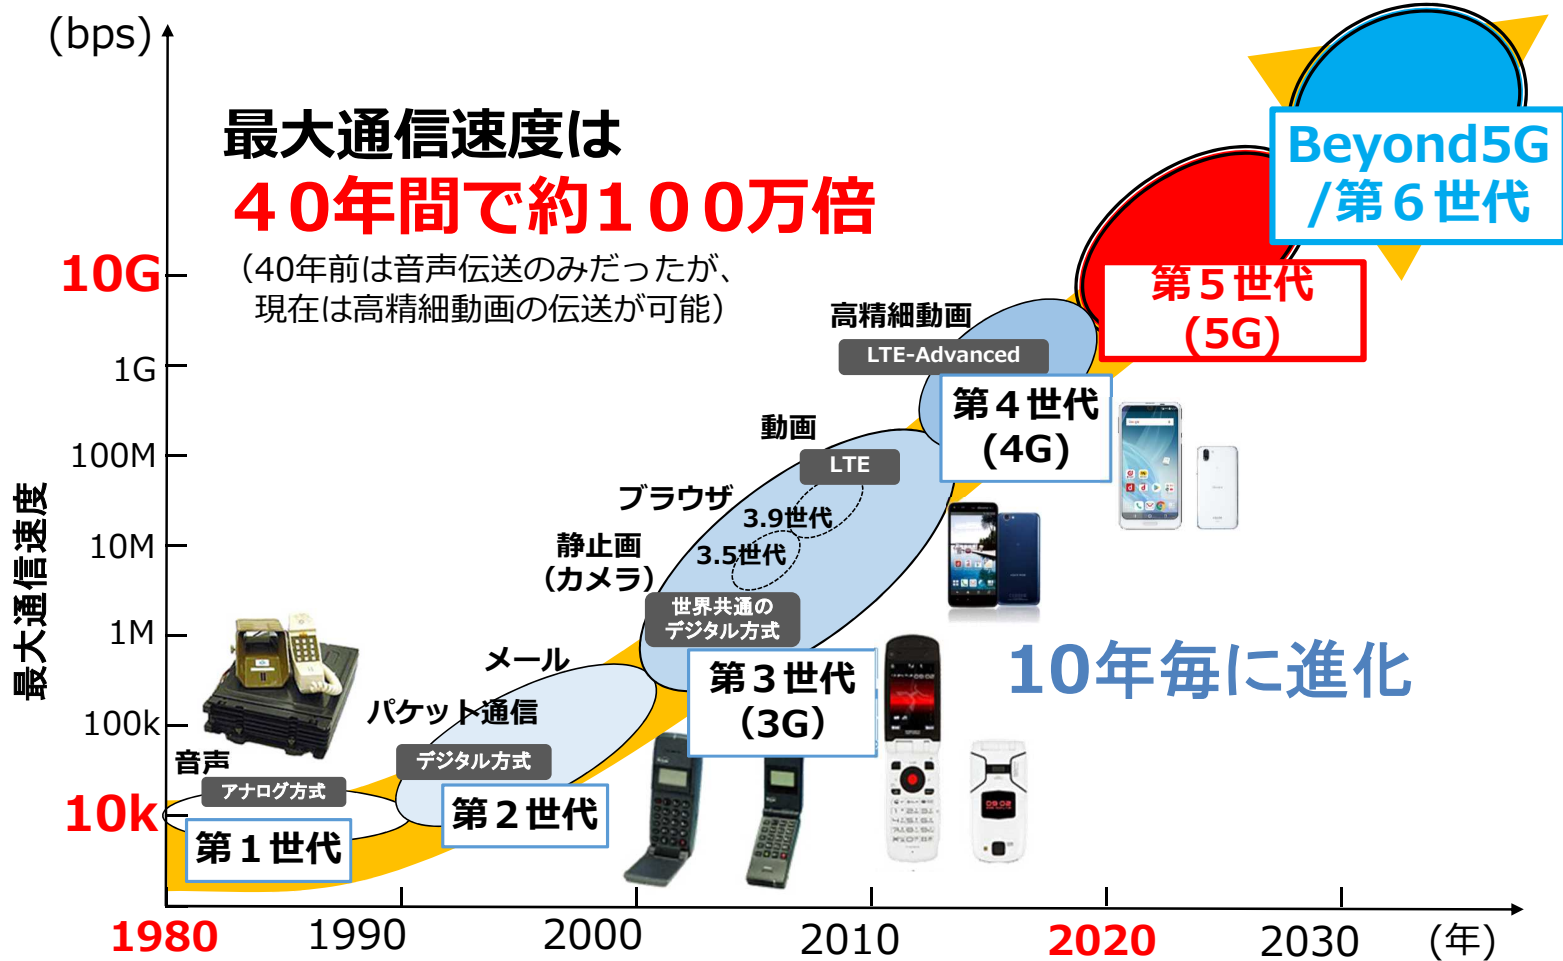 (bps)
最大通信速度は
４０年間で約１００万倍
（40年前は音声伝送のみだったが、
現在は高精細動画の伝送が可能）
Beyond5G
/第６世代
第５世代
(5G)
高精細動画
LTE-Advanced
第４世代
(4G)
動画
LTE
ブラウザ
3.9世代
静止画
（カメラ）
3.5世代
世界共通の
デジタル方式
第３世代
（3G）
メール
パケット通信
デジタル方式
第２世代
音声
アナログ方式
第１世代
10年毎に進化
最大通信速度
10G
1G
100M
10M
1M
100k
10k
1980
1990
2000
2010
2020
2030
(年)
09:02